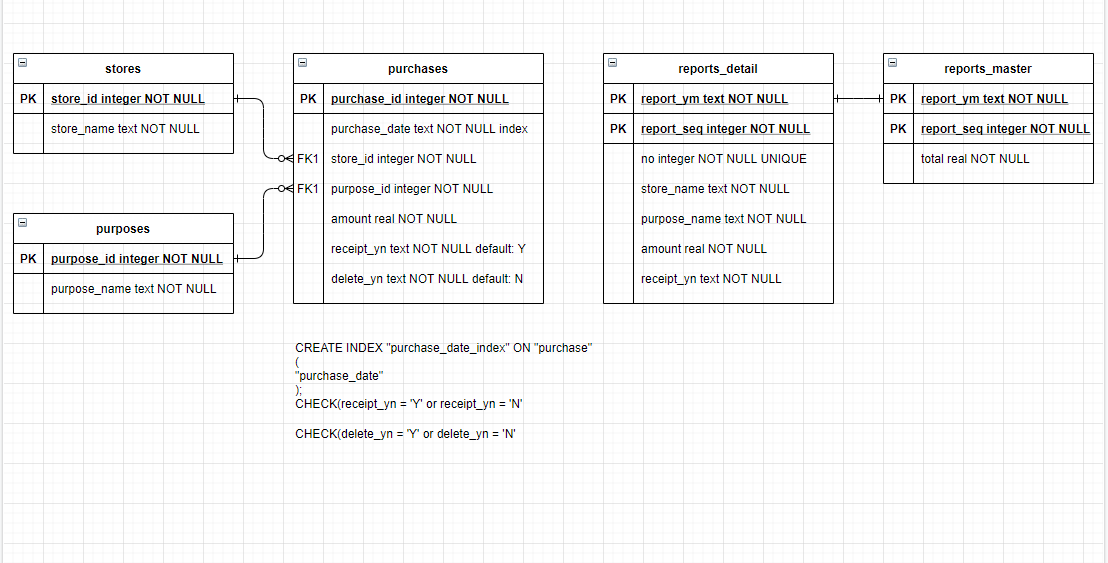 stores
PK store_id integer NOT NULL
store_name text NOT NULL
purposes
PK purpose_id integer NOT NULL
purpose_name text NOT NULL
purchases
PK purchase_id integer NOT NULL
purchase_date text NOT NULL index
FK1 store_id integer NOT NULL
FK1 purpose_id integer NOT NULL
amount real NOT NULL
receipt_yn text NOT NULL default: Y
delete_yn text NOT NULL default: N
CREATE INDEX "purchase_date_index" ON "purchase"
(
"purchase_date"
);
CHECK(receipt_yn = 'Y' or receipt_yn = 'N'
CHECK(delete_yn = 'Y' or delete_yn = 'N'
reports_detail
PK report_ym text NOT NULL
PK report_seq integer NOT NULL
no integer NOT NULL UNIQUE
store_name text NOT NULL
purpose_name text NOT NULL
amount real NOT NULL
receipt_yn text NOT NULL
reports_master
PK report_ym text NOT NULL
PK report_seq integer NOT NULL
total real NOT NULL